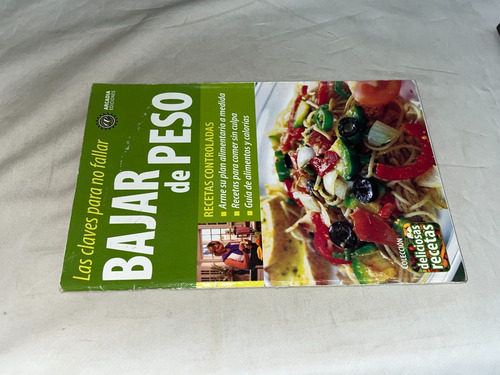 ARCADIA
EDICIONES
Las claves para no fallar
BAJAR
de PESO
RECETAS CONTROLADAS
Arme su plan alimentario a medida
Recetas para comer sin culpa
Guía de alimentos y calorías
COLECCIÓN
deliciosas
recetas